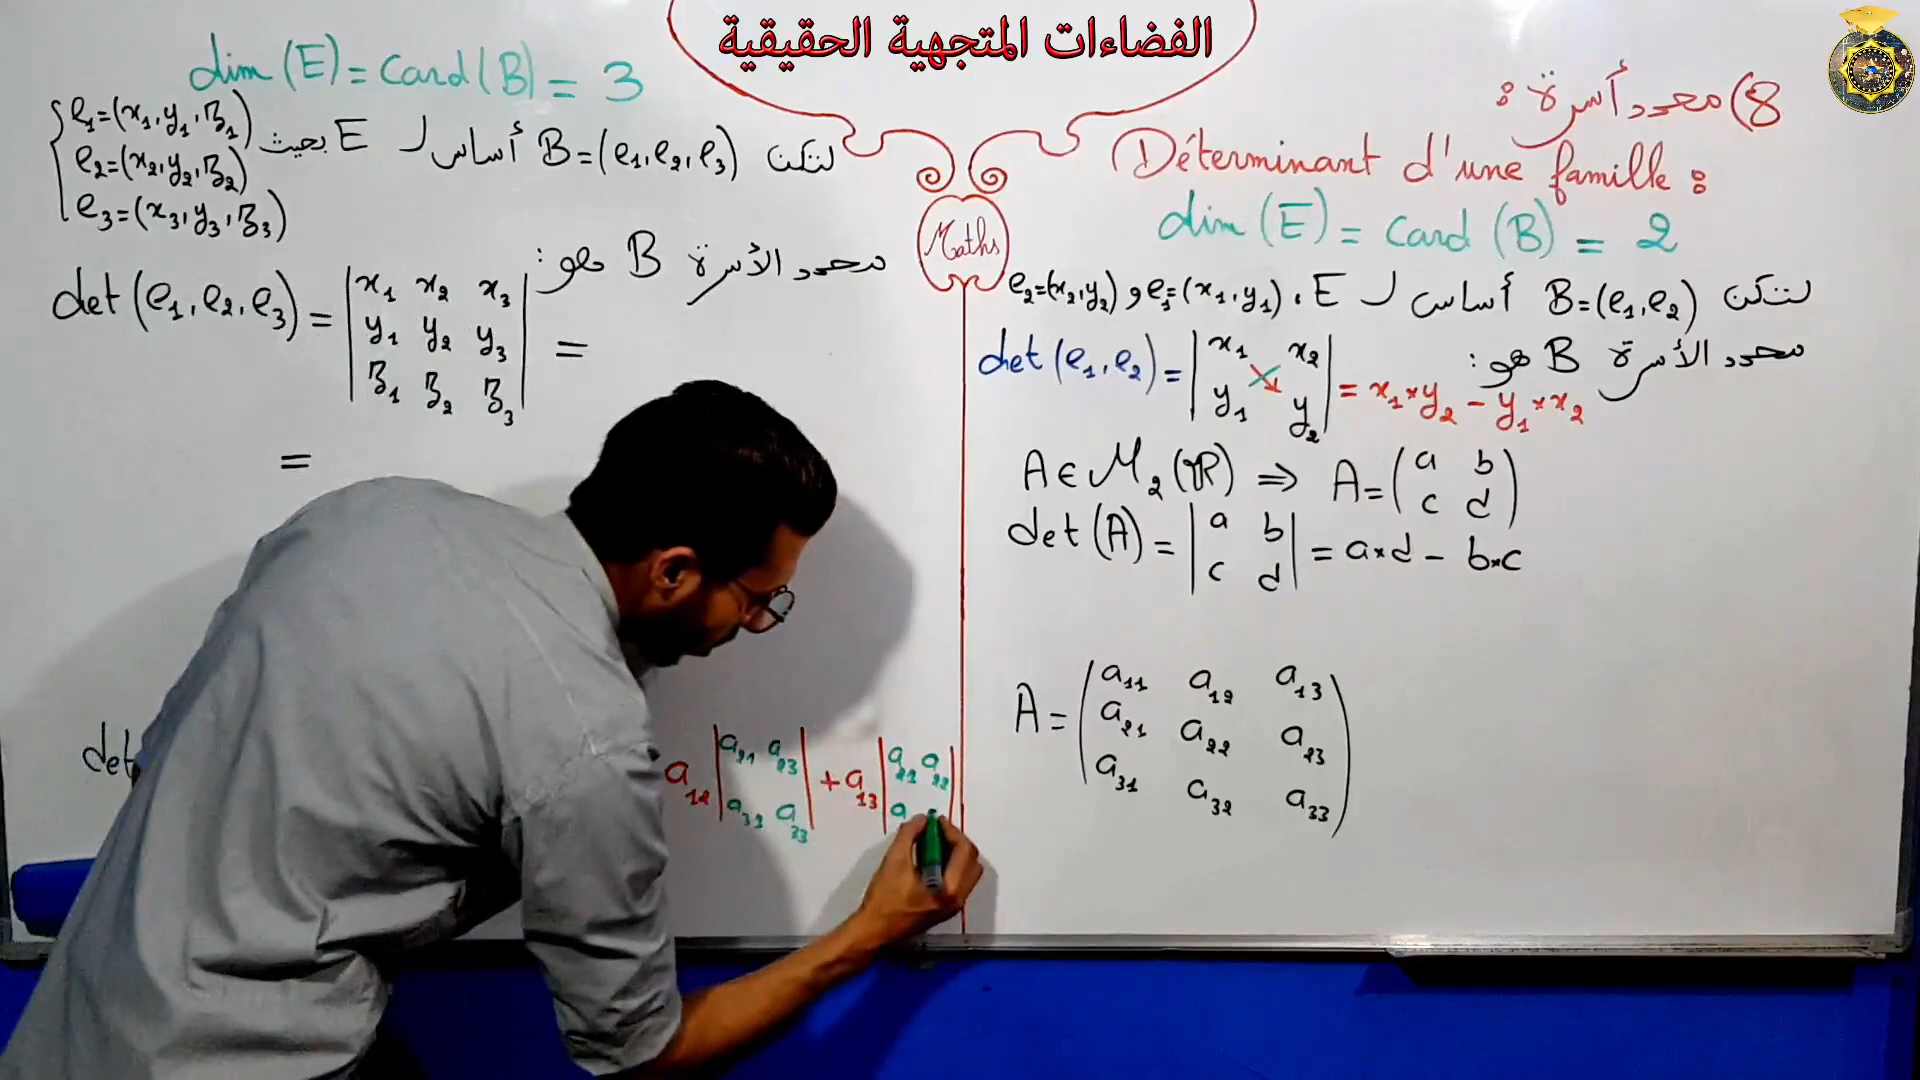 الفضاءات المتجهية الحقيقية
Maths
8) محدد أسرة :
Déterminant d'une famille :
dim (E) = Card (B) = 2
لتكن B=(e₁,e₂) أساس لـ E ، e₁=(x₁,y₁) و e₂=(x₂,y₂)
محدد الأسرة B هو :
det (e₁,e₂) = | x₁ x₂ | = x₁×y₂ - y₁×x₂
| y₁ y₂ |
A ∈ M₂(IR) ⇒ A = ( a b )
( c d )
det (A) = | a b | = a×d - b×c
| c d |
A = ( a₁₁ a₁₂ a₁₃ )
( a₂₁ a₂₂ a₂₃ )
( a₃₁ a₃₂ a₃₃ )
dim (E) = Card (B) = 3
لتكن B=(e₁,e₂,e₃) أساس لـ E بحيث
e₁=(x₁,y₁,z₁)
e₂=(x₂,y₂,z₂)
e₃=(x₃,y₃,z₃)
محدد الأسرة B هو :
det (e₁,e₂,e₃) = | x₁ x₂ x₃ | =
| y₁ y₂ y₃ |
| z₁ z₂ z₃ |
=
det a₁₂ | a₂₁ a₂₃ | + a₁₃ | a₂₁ a₂₂ |
| a₃₁ a₃₃ | | a